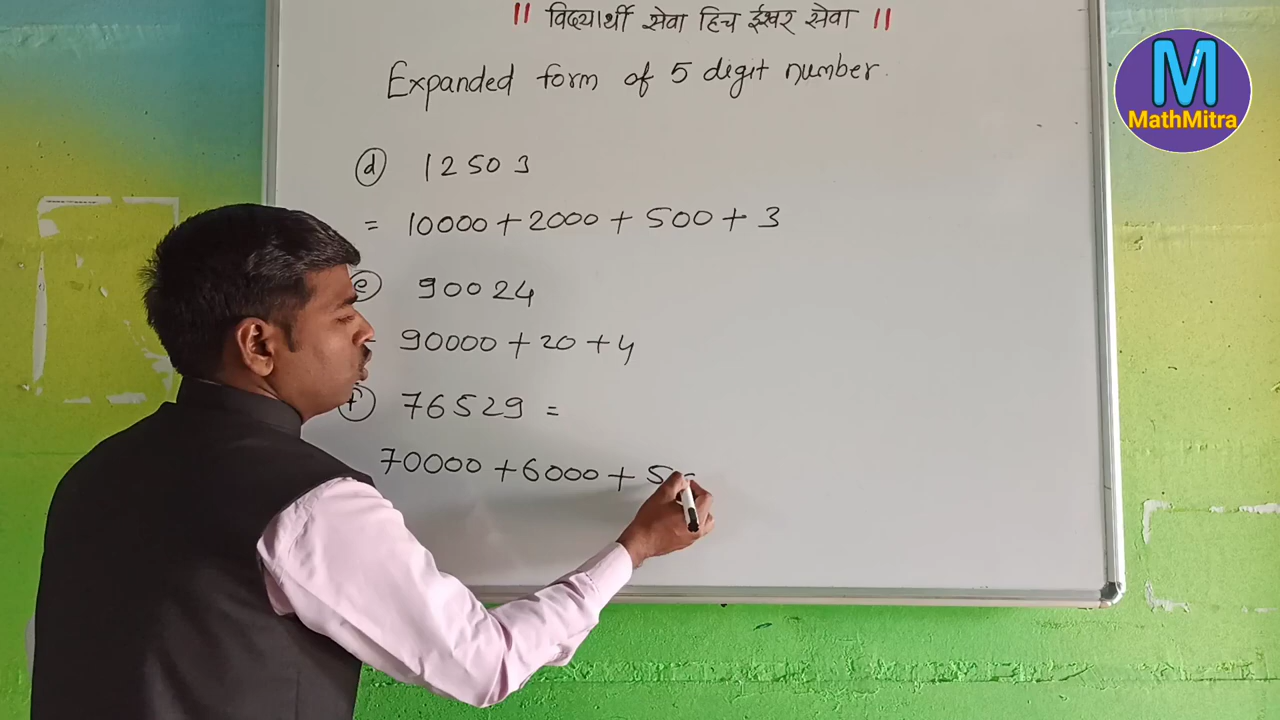 ॥ विद्यार्थी सेवा हिच ईश्वर सेवा ॥
Expanded form of 5 digit number.
M
MathMitra
(d) 12503
= 10000 + 2000 + 500 + 3
(e) 90024
90000 + 20 + 4
(f) 76529 =
70000 + 6000 + 5